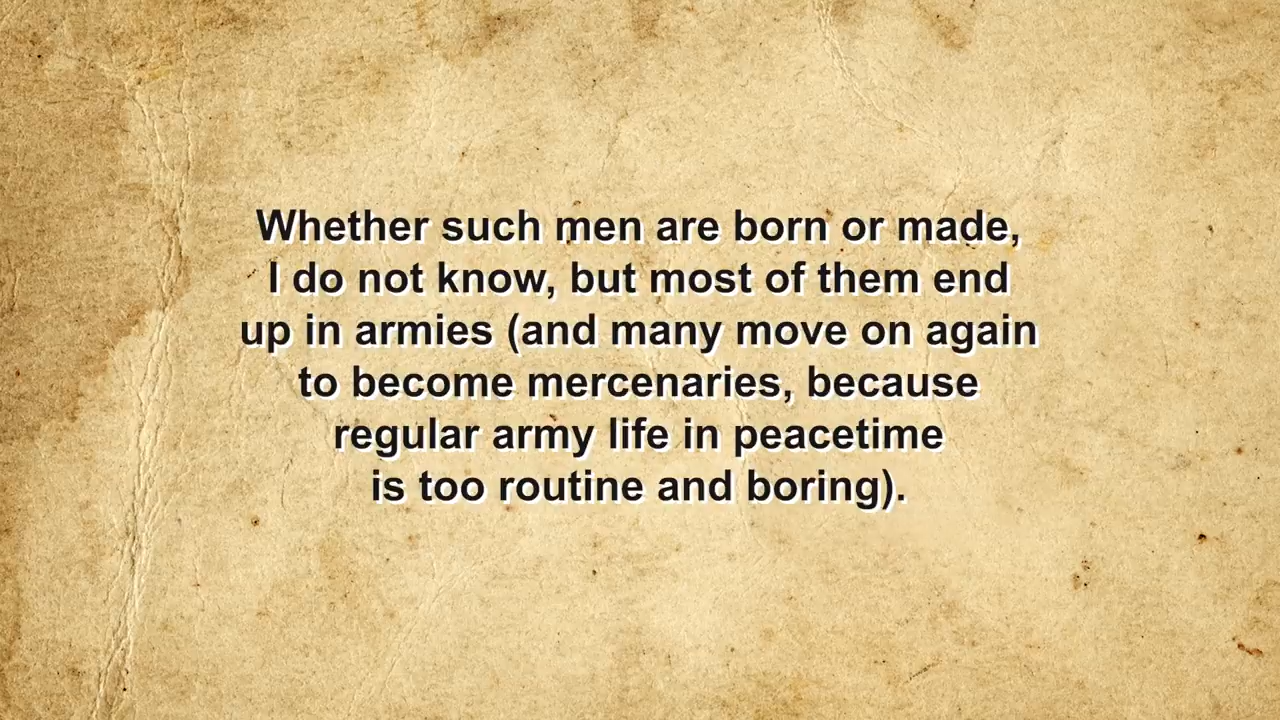 Whether such men are born or made,
I do not know, but most of them end
up in armies (and many move on again
to become mercenaries, because
regular army life in peacetime
is too routine and boring).